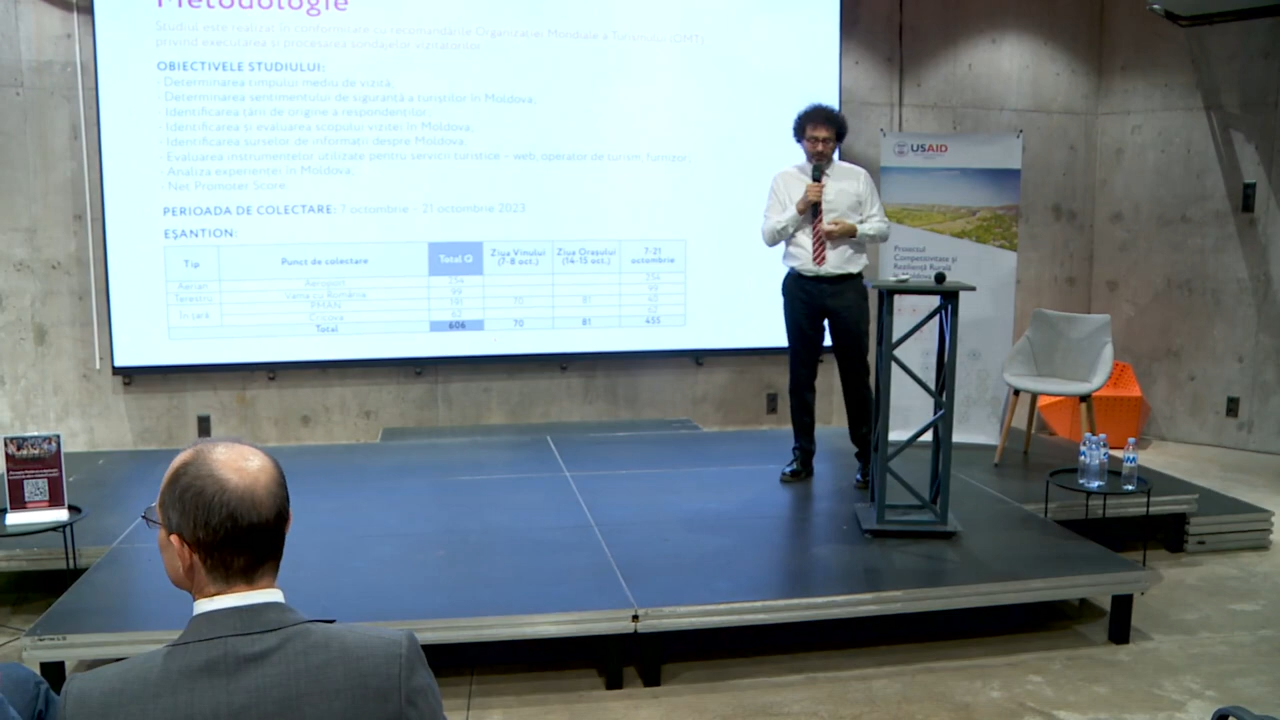 Metodologie
Studiul este realizat în conformitate cu recomandările Organizației Mondiale a Turismului (OMT)
privind executarea și procesarea sondajelor vizitatorilor.
OBIECTIVELE STUDIULUI:
· Determinarea timpului mediu de vizită;
· Determinarea sentimentului de siguranță a turiștilor în Moldova;
· Identificarea țării de origine a respondenților;
· Identificarea și evaluarea scopului vizitei în Moldova;
· Identificarea surselor de informații despre Moldova;
· Evaluarea instrumentelor utilizate pentru servicii turistice – web, operator de turism, furnizor;
· Analiza experienței în Moldova;
· Net Promoter Score.
PERIOADA DE COLECTARE: 7 octombrie - 21 octombrie 2023
EȘANTION:
Tip Punct de colectare Total Q Ziua Vinului (7-8 oct.) Ziua Orașului (14-15 oct.) 7-21 octombrie
Aerian Aeroport 254 254
Terestru Vama cu România 99 99
În țară PMAN 191 70 81 40
Cricova 62 62
Total 606 70 81 455
USAID
Proiectul
Competitivitate și
Reziliență Rurală
în Moldova